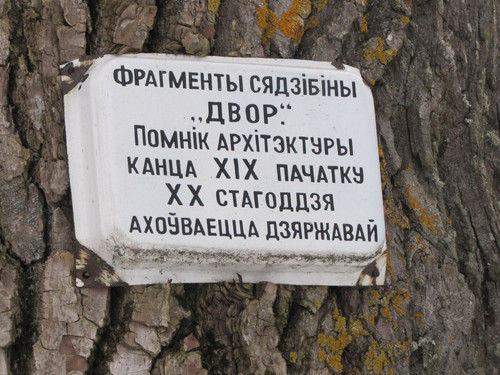 ФРАГМЕНТЫ СЯДЗІБІНЫ
„ДВОР“.
ПОМНІК АРХІТЭКТУРЫ
КАНЦА XIX ПАЧАТКУ
XX СТАГОДДЗЯ
АХОЎВАЕЦЦА ДЗЯРЖАВАЙ